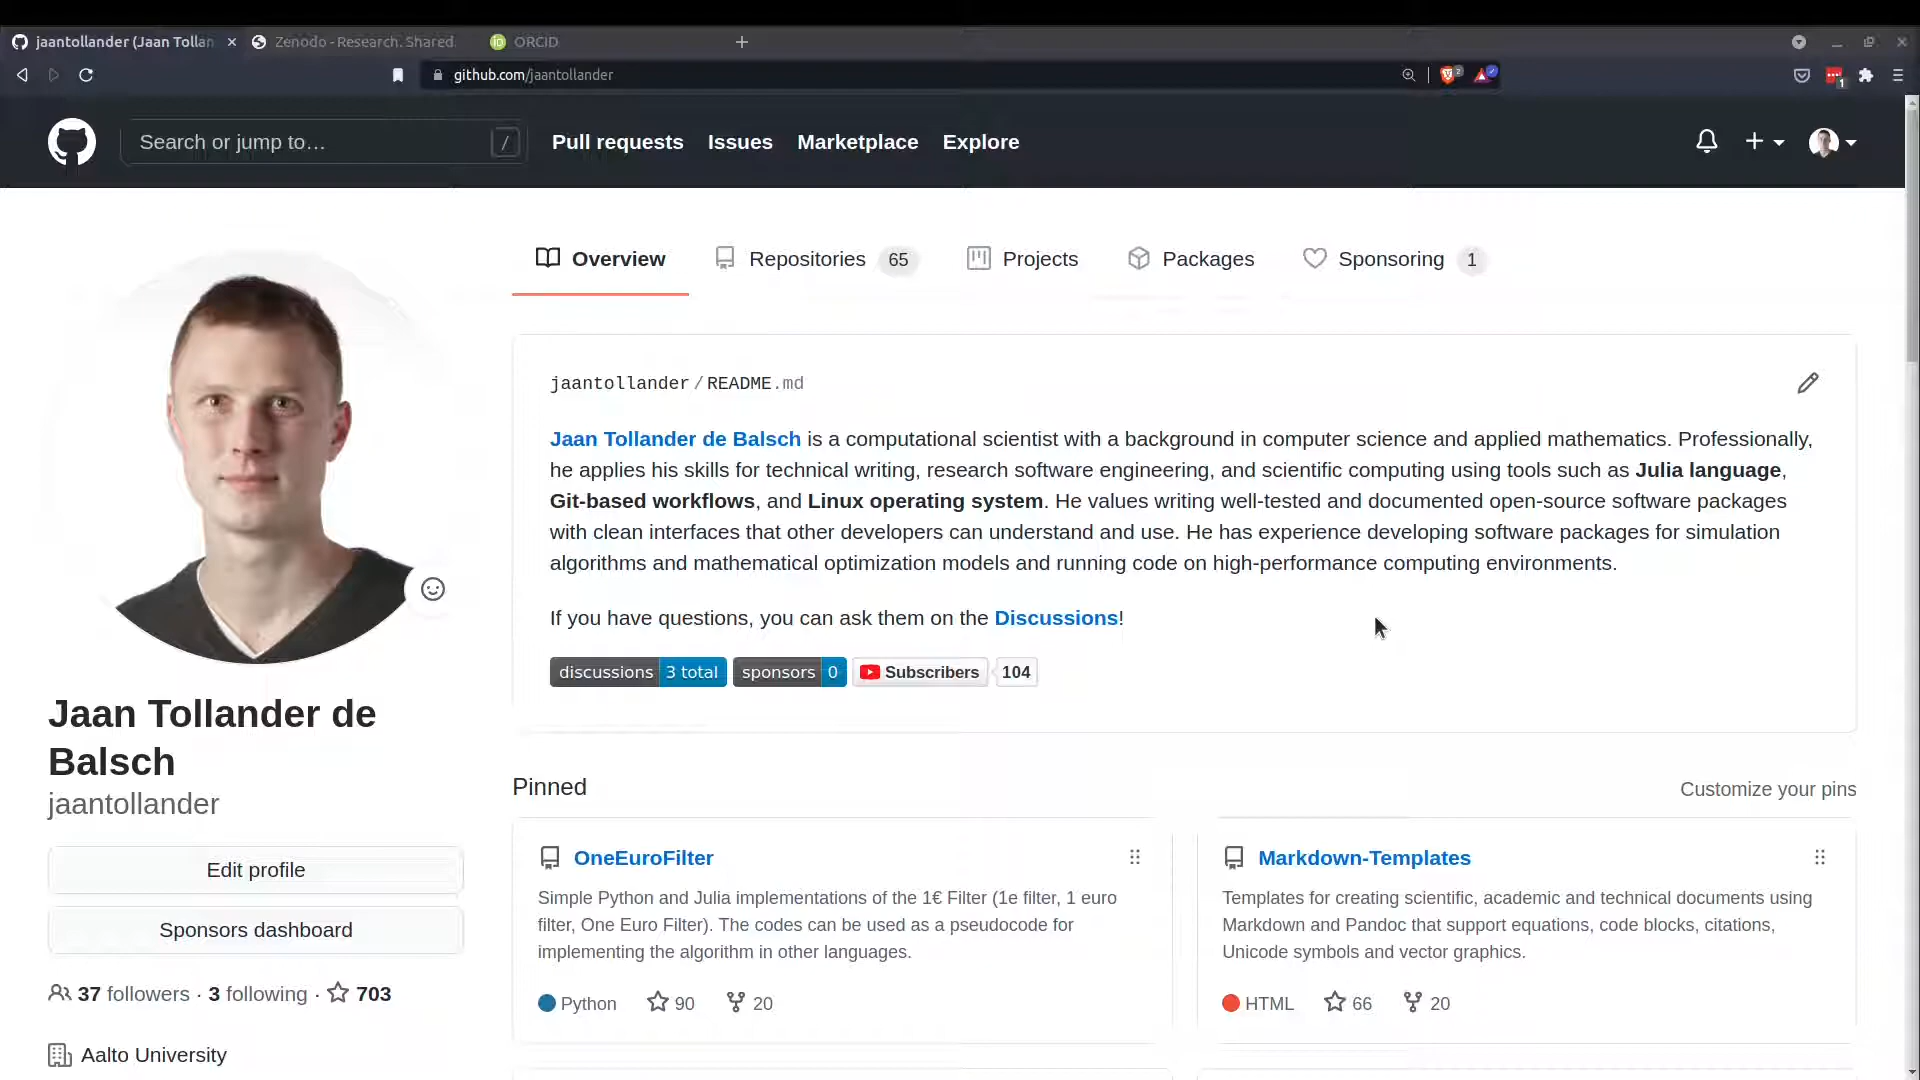 jaantollander (Jaan Tollan
Zenodo - Research. Shared.
ORCID
github.com/jaantollander
2
1
Search or jump to…
/
Pull requests
Issues
Marketplace
Explore
Overview
Repositories 65
Projects
Packages
Sponsoring 1
jaantollander/README.md
Jaan Tollander de Balsch is a computational scientist with a background in computer science and applied mathematics. Professionally,
he applies his skills for technical writing, research software engineering, and scientific computing using tools such as Julia language,
Git-based workflows, and Linux operating system. He values writing well-tested and documented open-source software packages
with clean interfaces that other developers can understand and use. He has experience developing software packages for simulation
algorithms and mathematical optimization models and running code on high-performance computing environments.
If you have questions, you can ask them on the Discussions!
discussions 3 total
sponsors 0
Subscribers 104
Jaan Tollander de
Balsch
jaantollander
Edit profile
Sponsors dashboard
37 followers · 3 following · 703
Aalto University
Pinned
Customize your pins
OneEuroFilter
Simple Python and Julia implementations of the 1€ Filter (1e filter, 1 euro
filter, One Euro Filter). The codes can be used as a pseudocode for
implementing the algorithm in other languages.
Python 90 20
Markdown-Templates
Templates for creating scientific, academic and technical documents using
Markdown and Pandoc that support equations, code blocks, citations,
Unicode symbols and vector graphics.
HTML 66 20